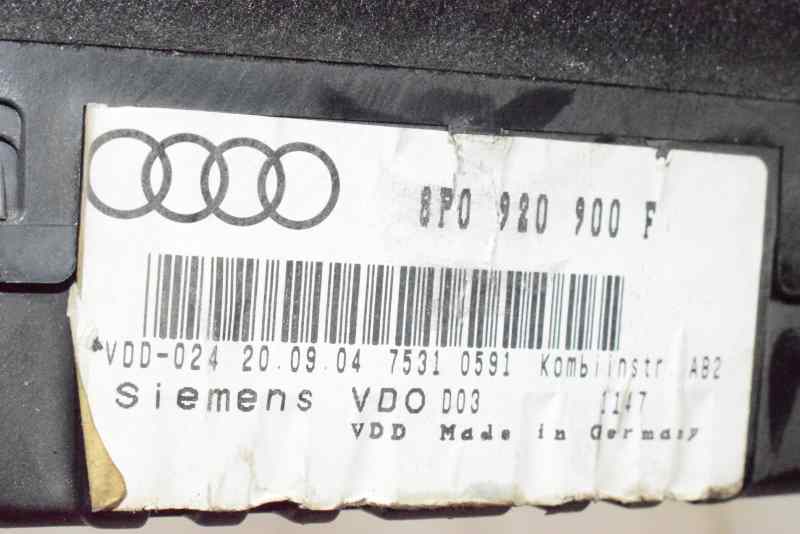 8P0 920 900 F
VDD-024 20.09.04 7531 0591 Kombiinstr. AB2
Siemens VDO D03 1147
VDD Made in Germany